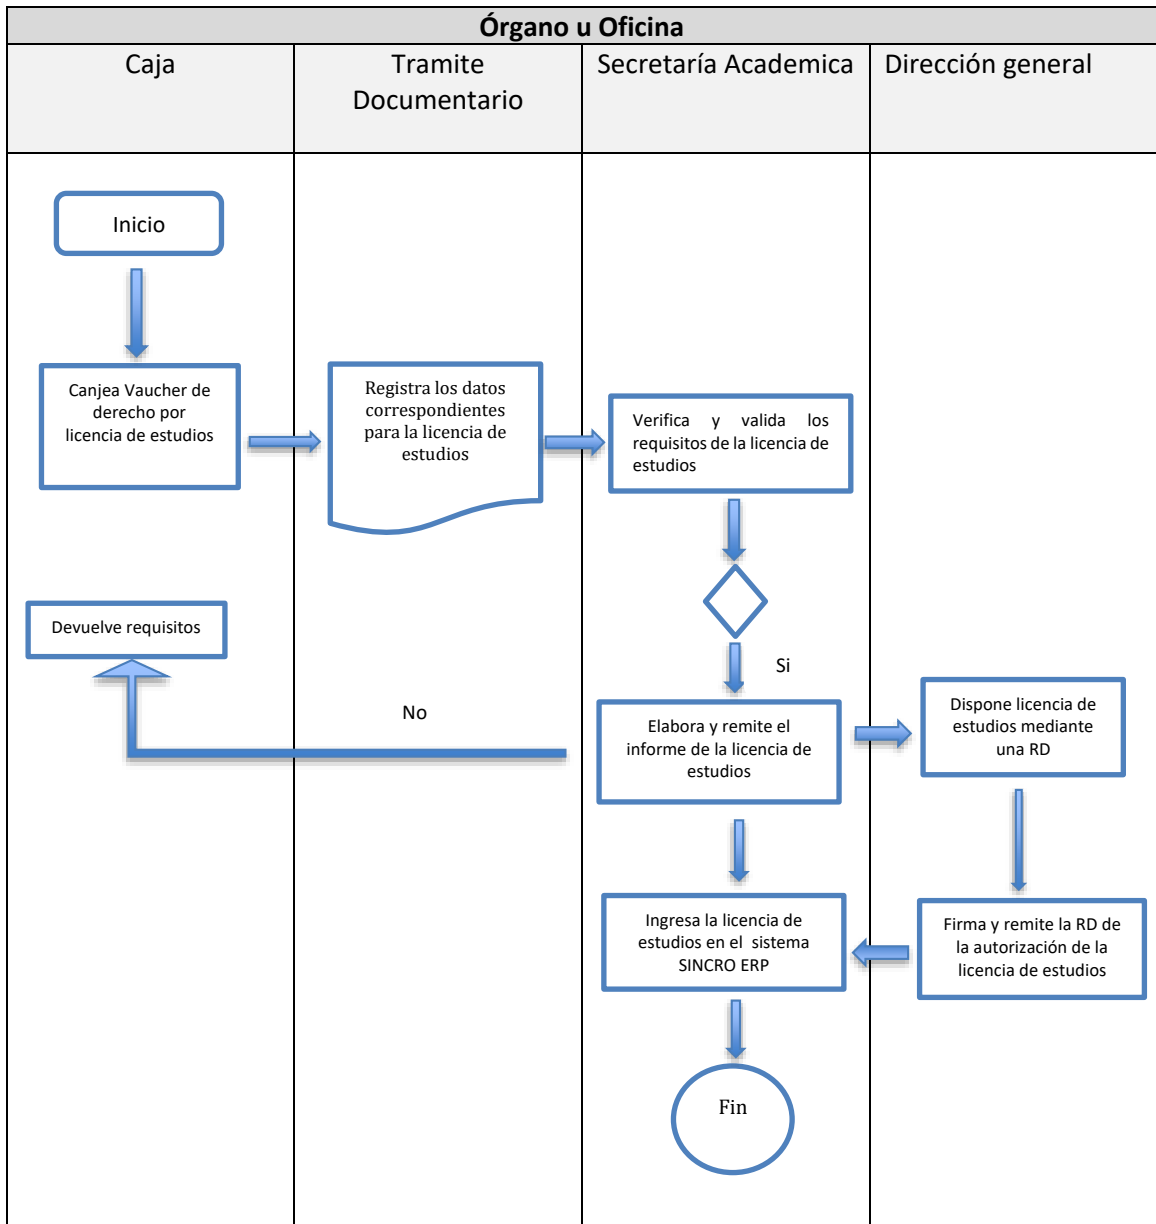 Órgano u Oficina
Caja
Tramite
Documentario
Secretaría Academica
Dirección general
Inicio
Canjea Vaucher de
derecho por
licencia de estudios
Registra los datos
correspondientes
para la licencia de
estudios
Verifica y valida los
requisitos de la licencia de
estudios
Devuelve requisitos
Si
No
Elabora y remite el
informe de la licencia de
estudios
Dispone licencia de
estudios mediante
una RD
Ingresa la licencia de
estudios en el sistema
SINCRO ERP
Firma y remite la RD de
la autorización de la
licencia de estudios
Fin